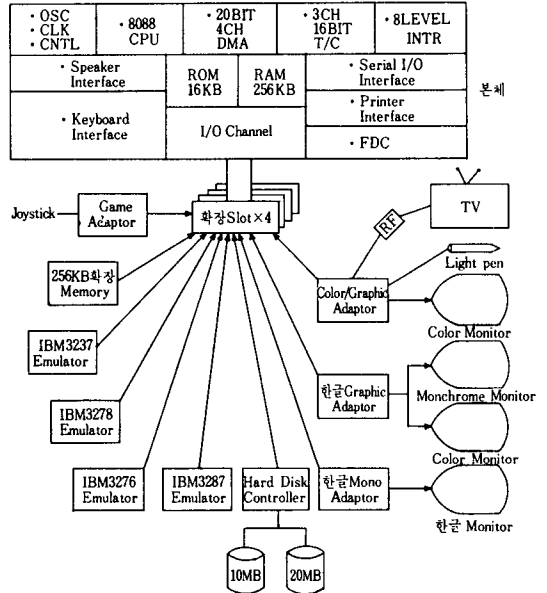 • OSC
• CLK
• CNTL
• 8088
CPU
• 20BIT
4CH
DMA
• 3CH
16BIT
T/C
• 8LEVEL
INTR
• Speaker
Interface
ROM
16KB
RAM
256KB
• Serial I/O
Interface
• Printer
Interface
본체
• Keyboard
Interface
I/O Channel
• FDC
Joystick
Game
Adaptor
확장Slot×4
RF
TV
Light pen
256KB확장
Memory
Color/Graphic
Adaptor
Color Monitor
IBM3237
Emulator
한글Graphic
Adaptor
Monchrome Monitor
IBM3278
Emulator
Color Monitor
IBM3276
Emulator
IBM3287
Emulator
Hard Disk
Controller
한글Mono
Adaptor
한글 Monitor
10MB
20MB